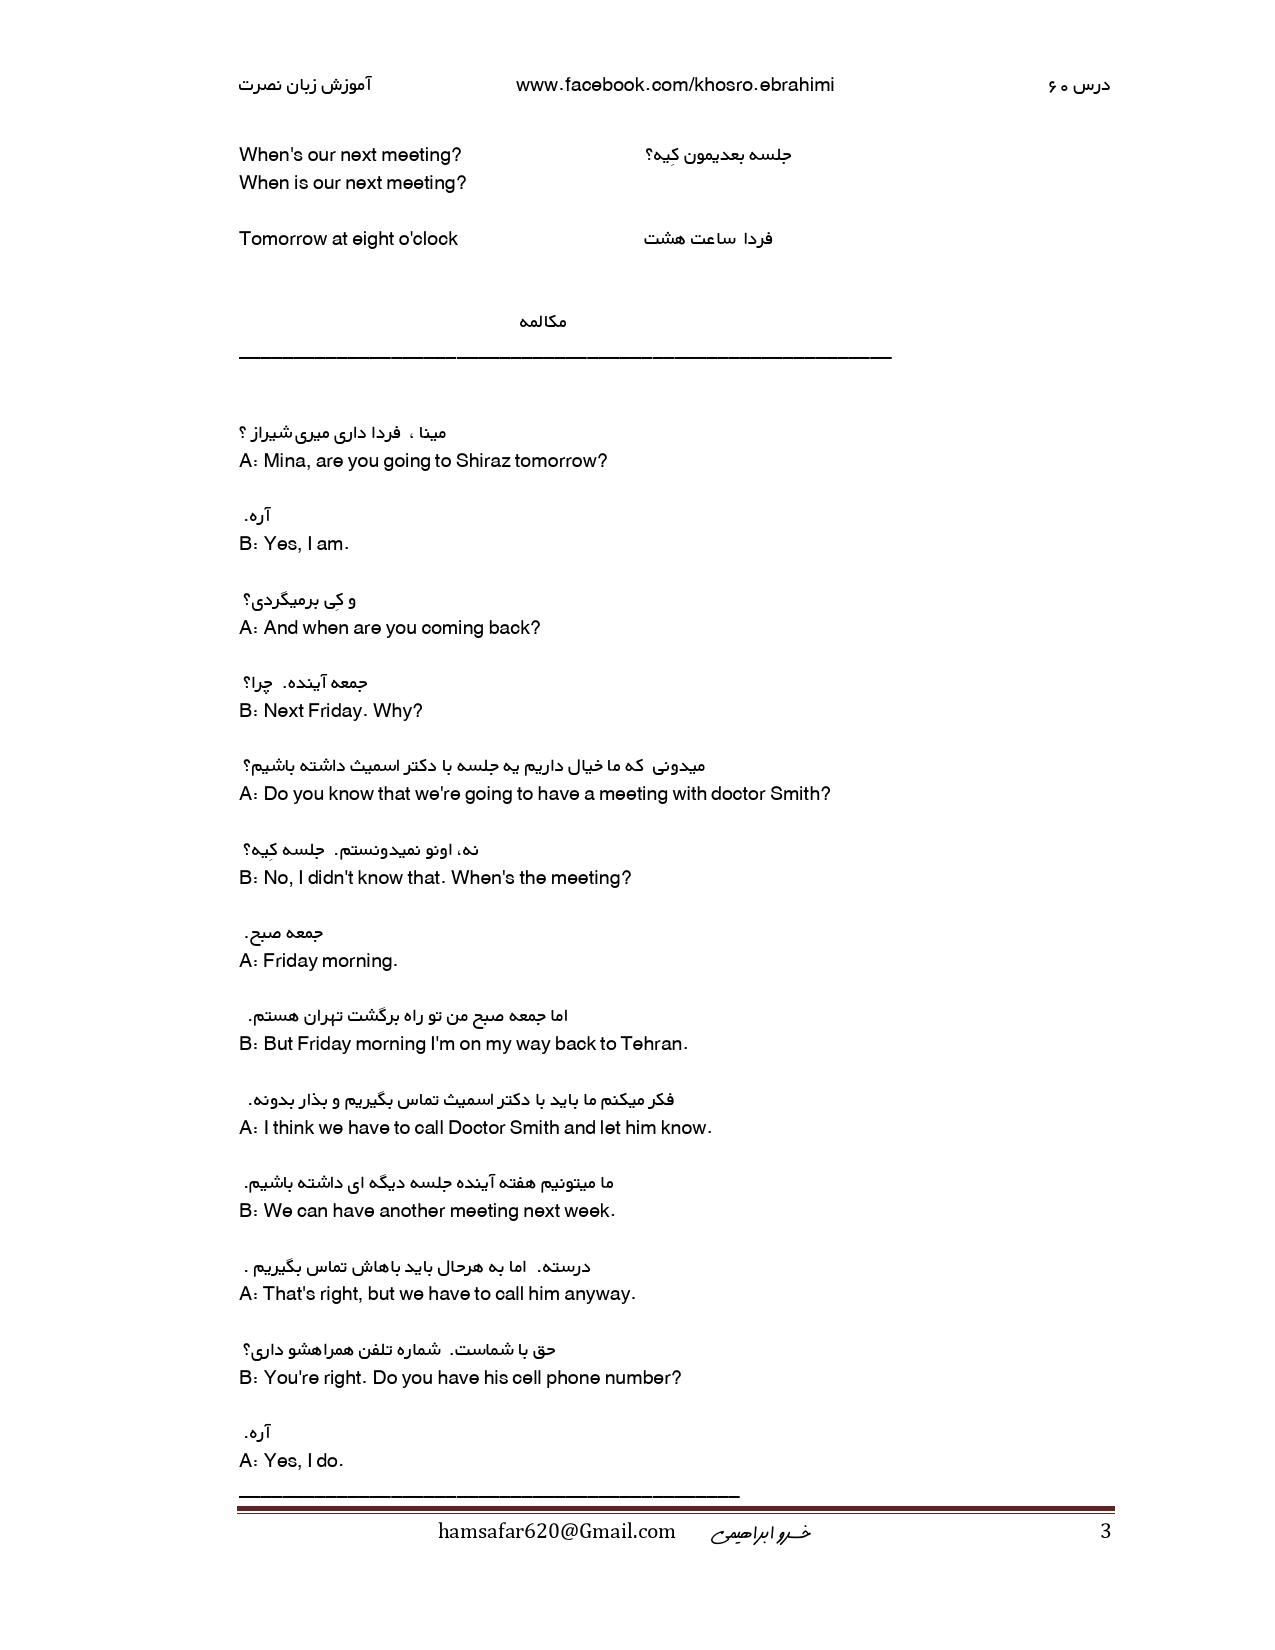 آموزش زبان نصرت www.facebook.com/khosro.ebrahimi درس ۶۰
When's our next meeting? جلسه بعدیمون کِیه؟
When is our next meeting?
Tomorrow at eight o'clock فردا ساعت هشت
مکالمه
مینا ، فردا داری میری شیراز ؟
A: Mina, are you going to Shiraz tomorrow?
آره.
B: Yes, I am.
و کِی برمیگردی؟
A: And when are you coming back?
جمعه آینده. چرا؟
B: Next Friday. Why?
میدونی که ما خیال داریم یه جلسه با دکتر اسمیث داشته باشیم؟
A: Do you know that we're going to have a meeting with doctor Smith?
نه، اونو نمیدونستم. جلسه کِیه؟
B: No, I didn't know that. When's the meeting?
جمعه صبح.
A: Friday morning.
اما جمعه صبح من تو راه برگشت تهران هستم.
B: But Friday morning I'm on my way back to Tehran.
فکر میکنم ما باید با دکتر اسمیث تماس بگیریم و بذار بدونه.
A: I think we have to call Doctor Smith and let him know.
ما میتونیم هفته آینده جلسه دیگه ای داشته باشیم.
B: We can have another meeting next week.
درسته. اما به هرحال باید باهاش تماس بگیریم .
A: That's right, but we have to call him anyway.
حق با شماست. شماره تلفن همراهشو داری؟
B: You're right. Do you have his cell phone number?
آره.
A: Yes, I do.
hamsafar620@Gmail.com خسرو ابراهیمی 3